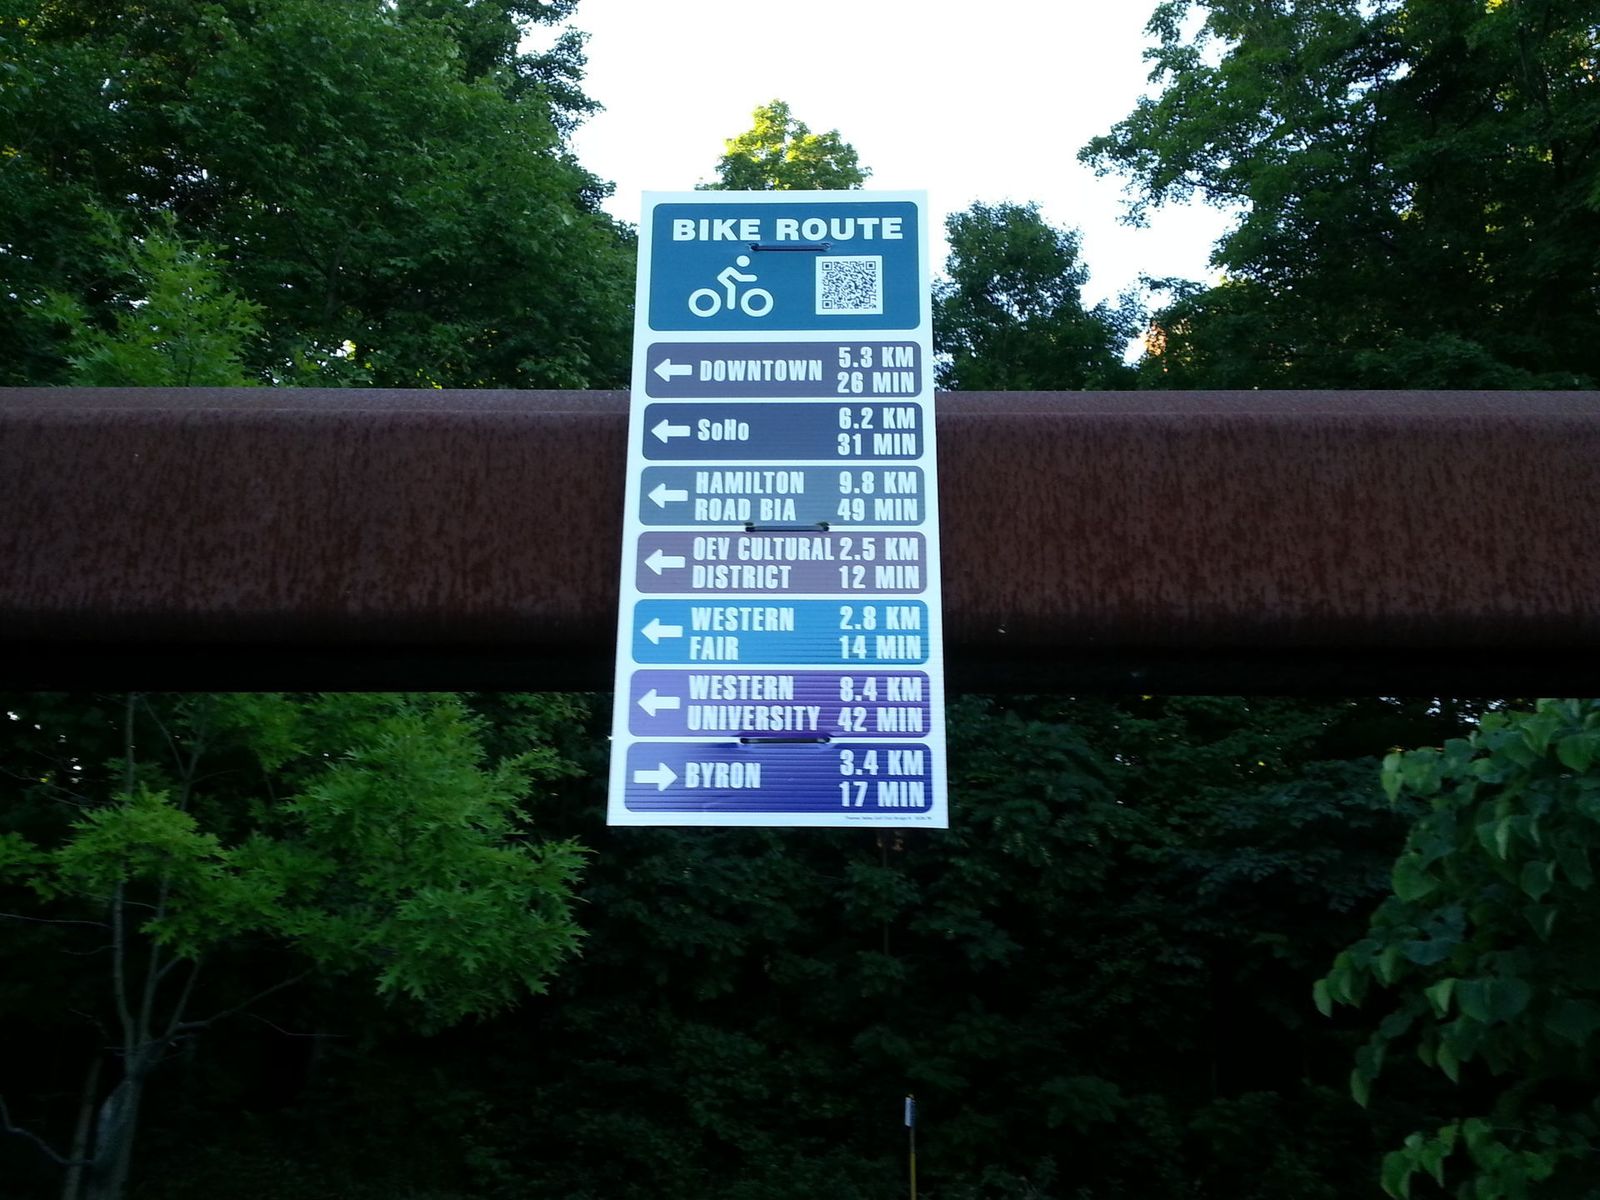 BIKE ROUTE
DOWNTOWN 5.3 KM
26 MIN
SoHo 6.2 KM
31 MIN
HAMILTON 9.8 KM
ROAD BIA 49 MIN
OEV CULTURAL 2.5 KM
DISTRICT 12 MIN
WESTERN 2.8 KM
FAIR 14 MIN
WESTERN 8.4 KM
UNIVERSITY 42 MIN
BYRON 3.4 KM
17 MIN